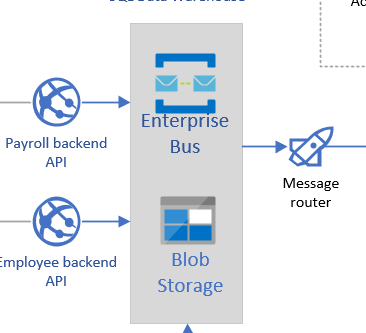 Enterprise
Bus
Payroll backend
API
Message
router
Employee backend
API
Blob
Storage